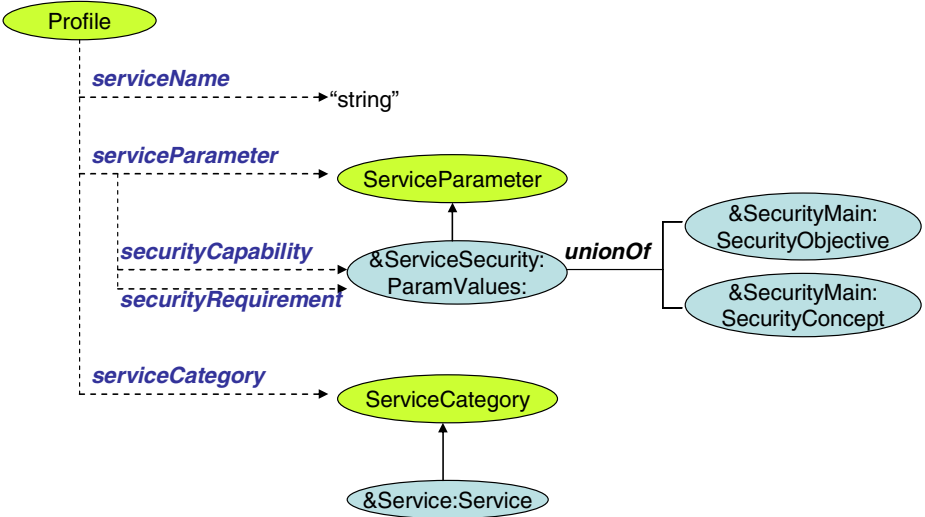 Profile
serviceName
“string”
serviceParameter
ServiceParameter
securityCapability
securityRequirement
&ServiceSecurity:
ParamValues:
unionOf
&SecurityMain:
SecurityObjective
&SecurityMain:
SecurityConcept
serviceCategory
ServiceCategory
&Service:Service